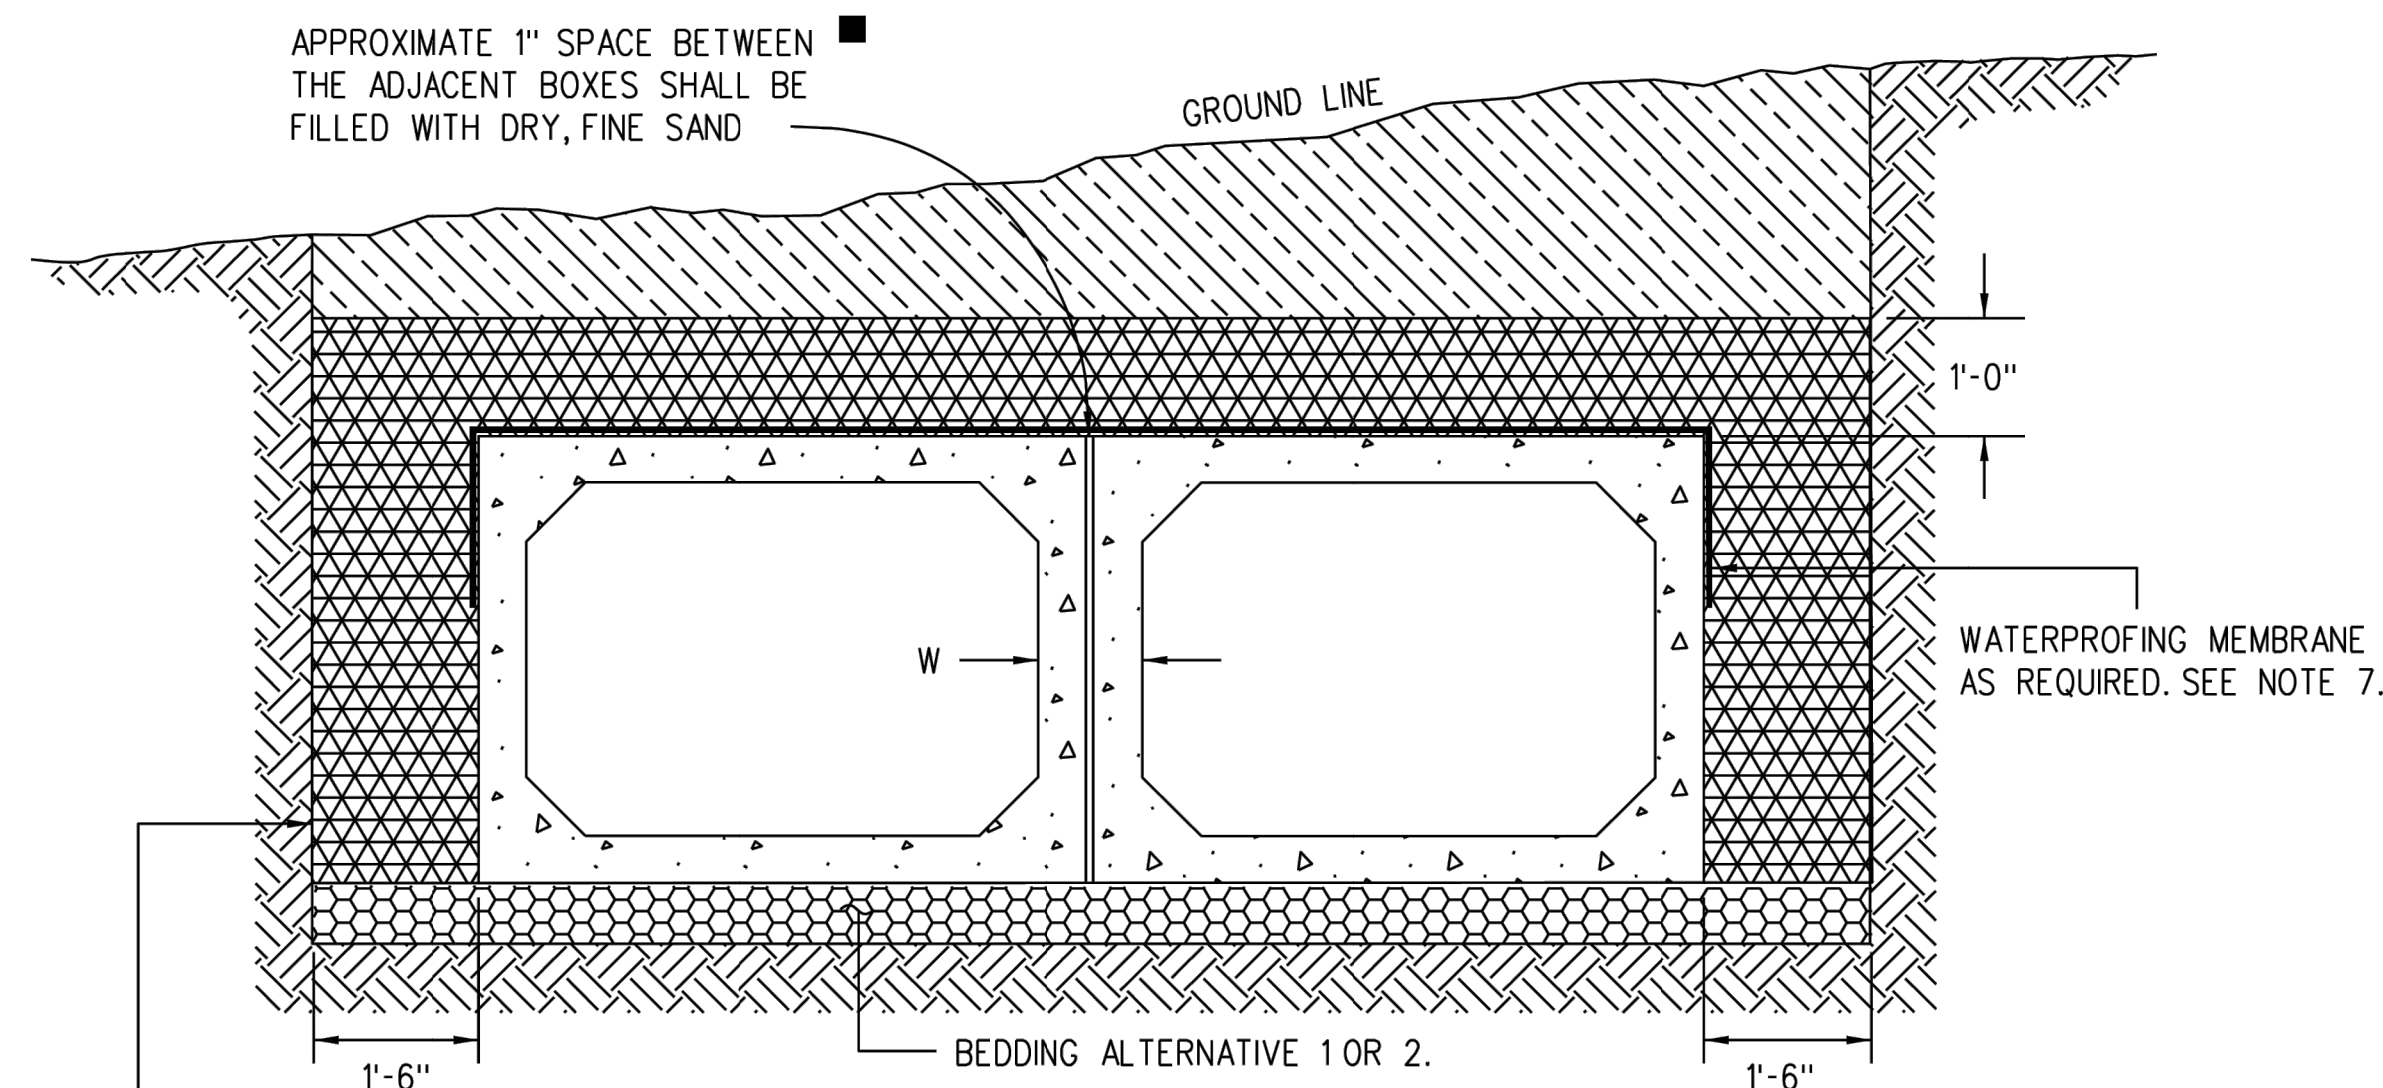 APPROXIMATE 1" SPACE BETWEEN
THE ADJACENT BOXES SHALL BE
FILLED WITH DRY, FINE SAND
GROUND LINE
1'-0"
W
WATERPROFING MEMBRANE
AS REQUIRED. SEE NOTE 7.
BEDDING ALTERNATIVE 1 OR 2.
1'-6"
1'-6"